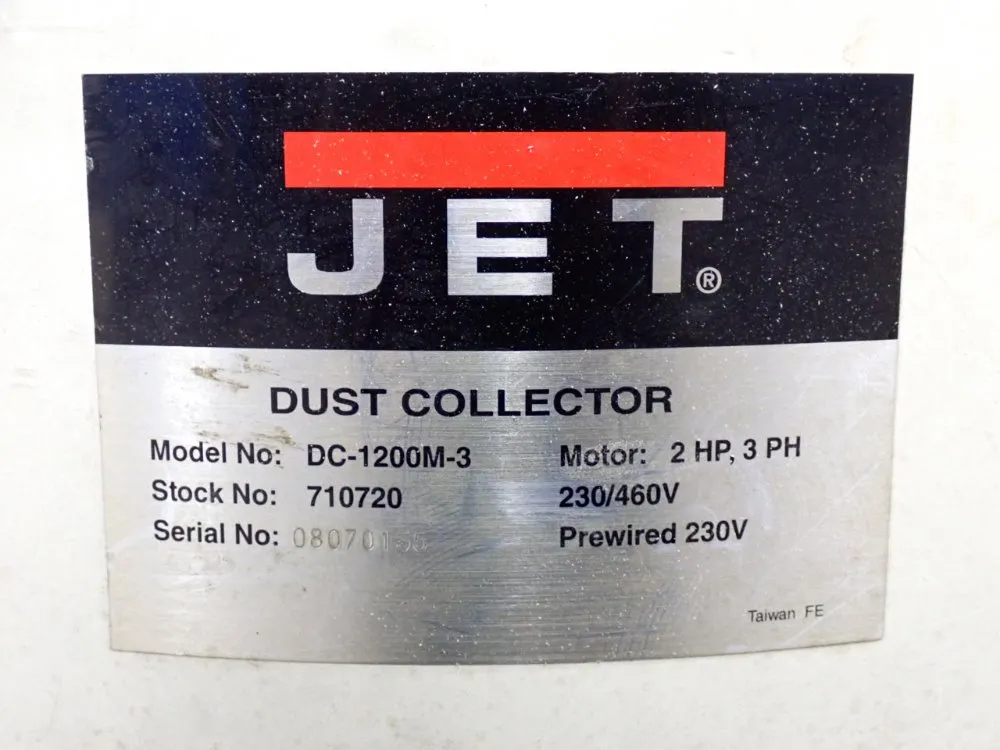 JET®
DUST COLLECTOR
Model No: DC-1200M-3
Stock No: 710720
Serial No:
Motor: 2 HP, 3 PH
230/460V
Prewired 230V
Taiwan FE